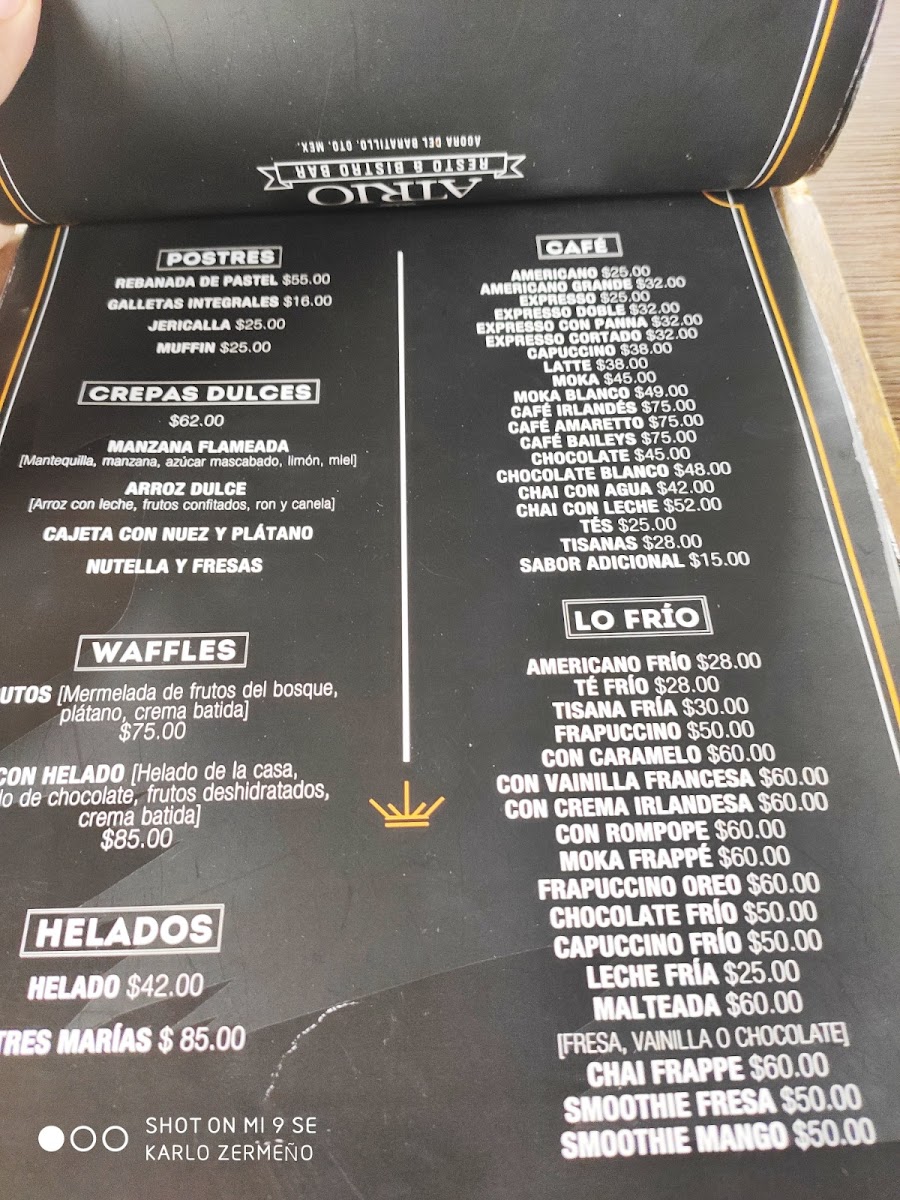 AGORA DEL BARATILLO, GTO. MEX.
RESTO & BISTRO BAR
ATRIO
POSTRES
REBANADA DE PASTEL $55.00
GALLETAS INTEGRALES $16.00
JERICALLA $25.00
MUFFIN $25.00
CREPAS DULCES
$62.00
MANZANA FLAMEADA
[Mantequilla, manzana, azúcar mascabado, limón, miel]
ARROZ DULCE
[Arroz con leche, frutos confitados, ron y canela]
CAJETA CON NUEZ Y PLÁTANO
NUTELLA Y FRESAS
WAFFLES
UTOS [Mermelada de frutos del bosque,
plátano, crema batida]
$75.00
CON HELADO [Helado de la casa,
de chocolate, frutos deshidratados,
crema batida]
$85.00
HELADOS
HELADO $42.00
TRES MARÍAS $ 85.00
CAFÉ
AMERICANO $25.00
AMERICANO GRANDE $32.00
EXPRESSO $25.00
EXPRESSO DOBLE $32.00
EXPRESSO CON PANNA $32.00
EXPRESSO CORTADO $32.00
CAPUCCINO $38.00
LATTE $38.00
MOKA $45.00
MOKA BLANCO $49.00
CAFÉ IRLANDÉS $75.00
CAFÉ AMARETTO $75.00
CAFÉ BAILEYS $75.00
CHOCOLATE $45.00
CHOCOLATE BLANCO $48.00
CHAI CON AGUA $42.00
CHAI CON LECHE $52.00
TÉS $25.00
TISANAS $28.00
SABOR ADICIONAL $15.00
LO FRÍO
AMERICANO FRÍO $28.00
TÉ FRÍO $28.00
TISANA FRÍA $30.00
FRAPUCCINO $50.00
CON CARAMELO $60.00
CON VAINILLA FRANCESA $60.00
CON CREMA IRLANDESA $60.00
CON ROMPOPE $60.00
MOKA FRAPPÉ $60.00
FRAPUCCINO OREO $60.00
CHOCOLATE FRÍO $50.00
CAPUCCINO FRÍO $50.00
LECHE FRÍA $25.00
MALTEADA $60.00
[FRESA, VAINILLA O CHOCOLATE]
CHAI FRAPPE $60.00
SMOOTHIE FRESA $50.00
SMOOTHIE MANGO $50.00
SHOT ON MI 9 SE
KARLO ZERMEÑO